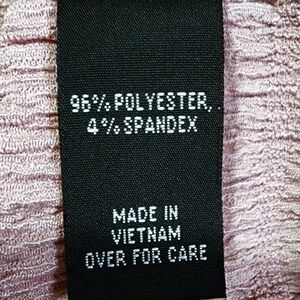 96% POLYESTER,
4% SPANDEX
MADE IN
VIETNAM
OVER FOR CARE